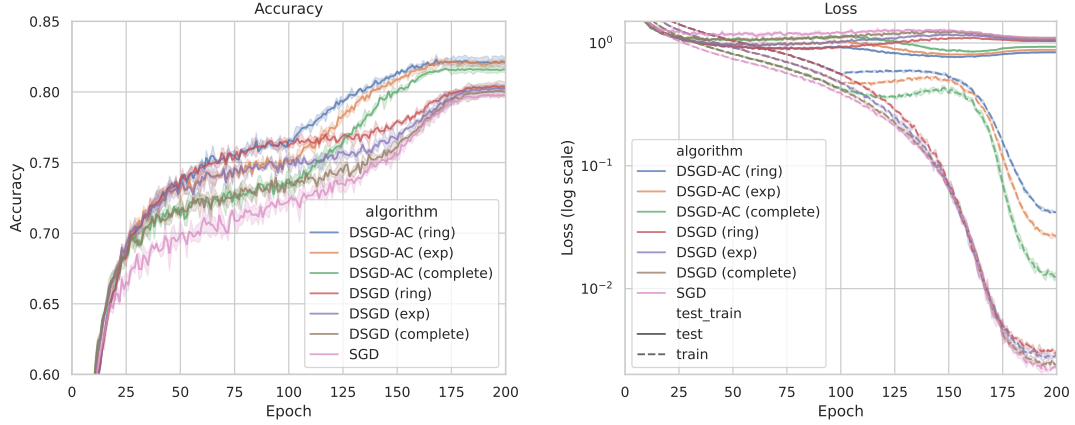 Accuracy
0.85
0.80
0.75
0.70
0.65
0.60
Accuracy
0 25 50 75 100 125 150 175 200
Epoch
algorithm
DSGD-AC (ring)
DSGD-AC (exp)
DSGD-AC (complete)
DSGD (ring)
DSGD (exp)
DSGD (complete)
SGD
Loss
10⁰
10⁻¹
10⁻²
Loss (log scale)
0 25 50 75 100 125 150 175 200
Epoch
algorithm
DSGD-AC (ring)
DSGD-AC (exp)
DSGD-AC (complete)
DSGD (ring)
DSGD (exp)
DSGD (complete)
SGD
test_train
test
train